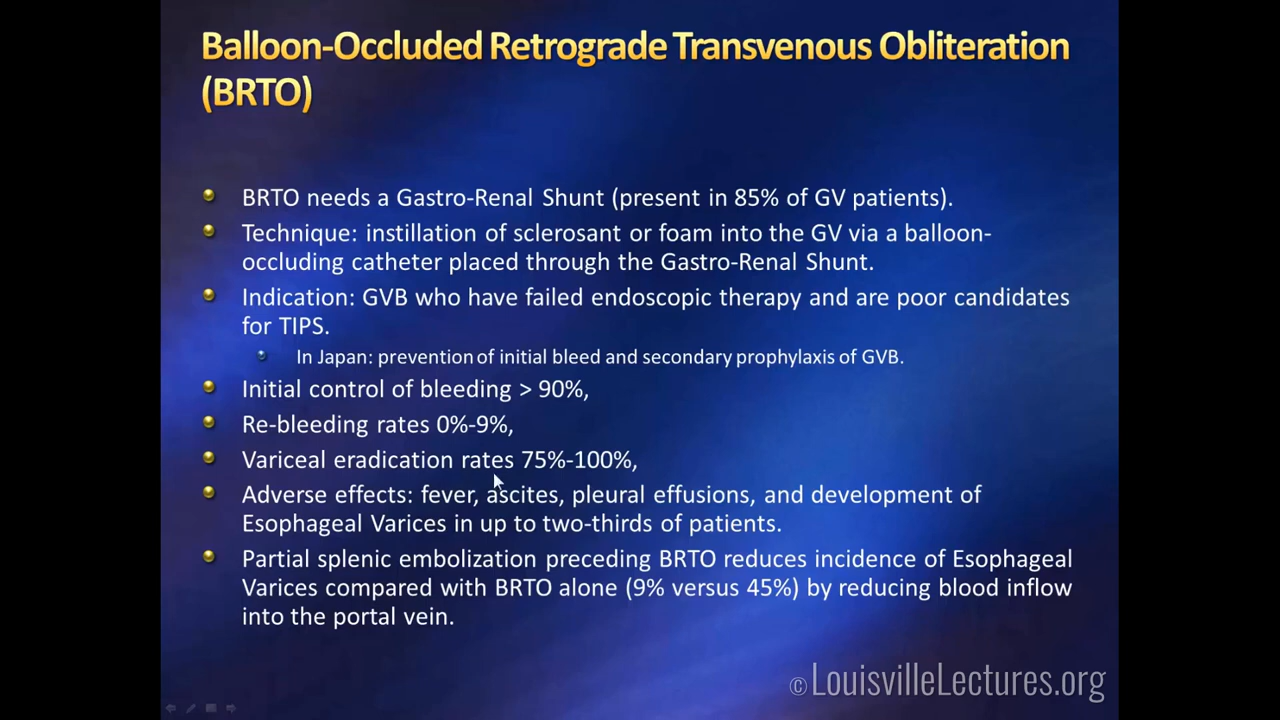 Balloon-Occluded Retrograde Transvenous Obliteration
(BRTO)
BRTO needs a Gastro-Renal Shunt (present in 85% of GV patients).
Technique: instillation of sclerosant or foam into the GV via a balloon-
occluding catheter placed through the Gastro-Renal Shunt.
Indication: GVB who have failed endoscopic therapy and are poor candidates
for TIPS.
In Japan: prevention of initial bleed and secondary prophylaxis of GVB.
Initial control of bleeding > 90%,
Re-bleeding rates 0%-9%,
Variceal eradication rates 75%-100%,
Adverse effects: fever, ascites, pleural effusions, and development of
Esophageal Varices in up to two-thirds of patients.
Partial splenic embolization preceding BRTO reduces incidence of Esophageal
Varices compared with BRTO alone (9% versus 45%) by reducing blood inflow
into the portal vein.
© LouisvilleLectures.org